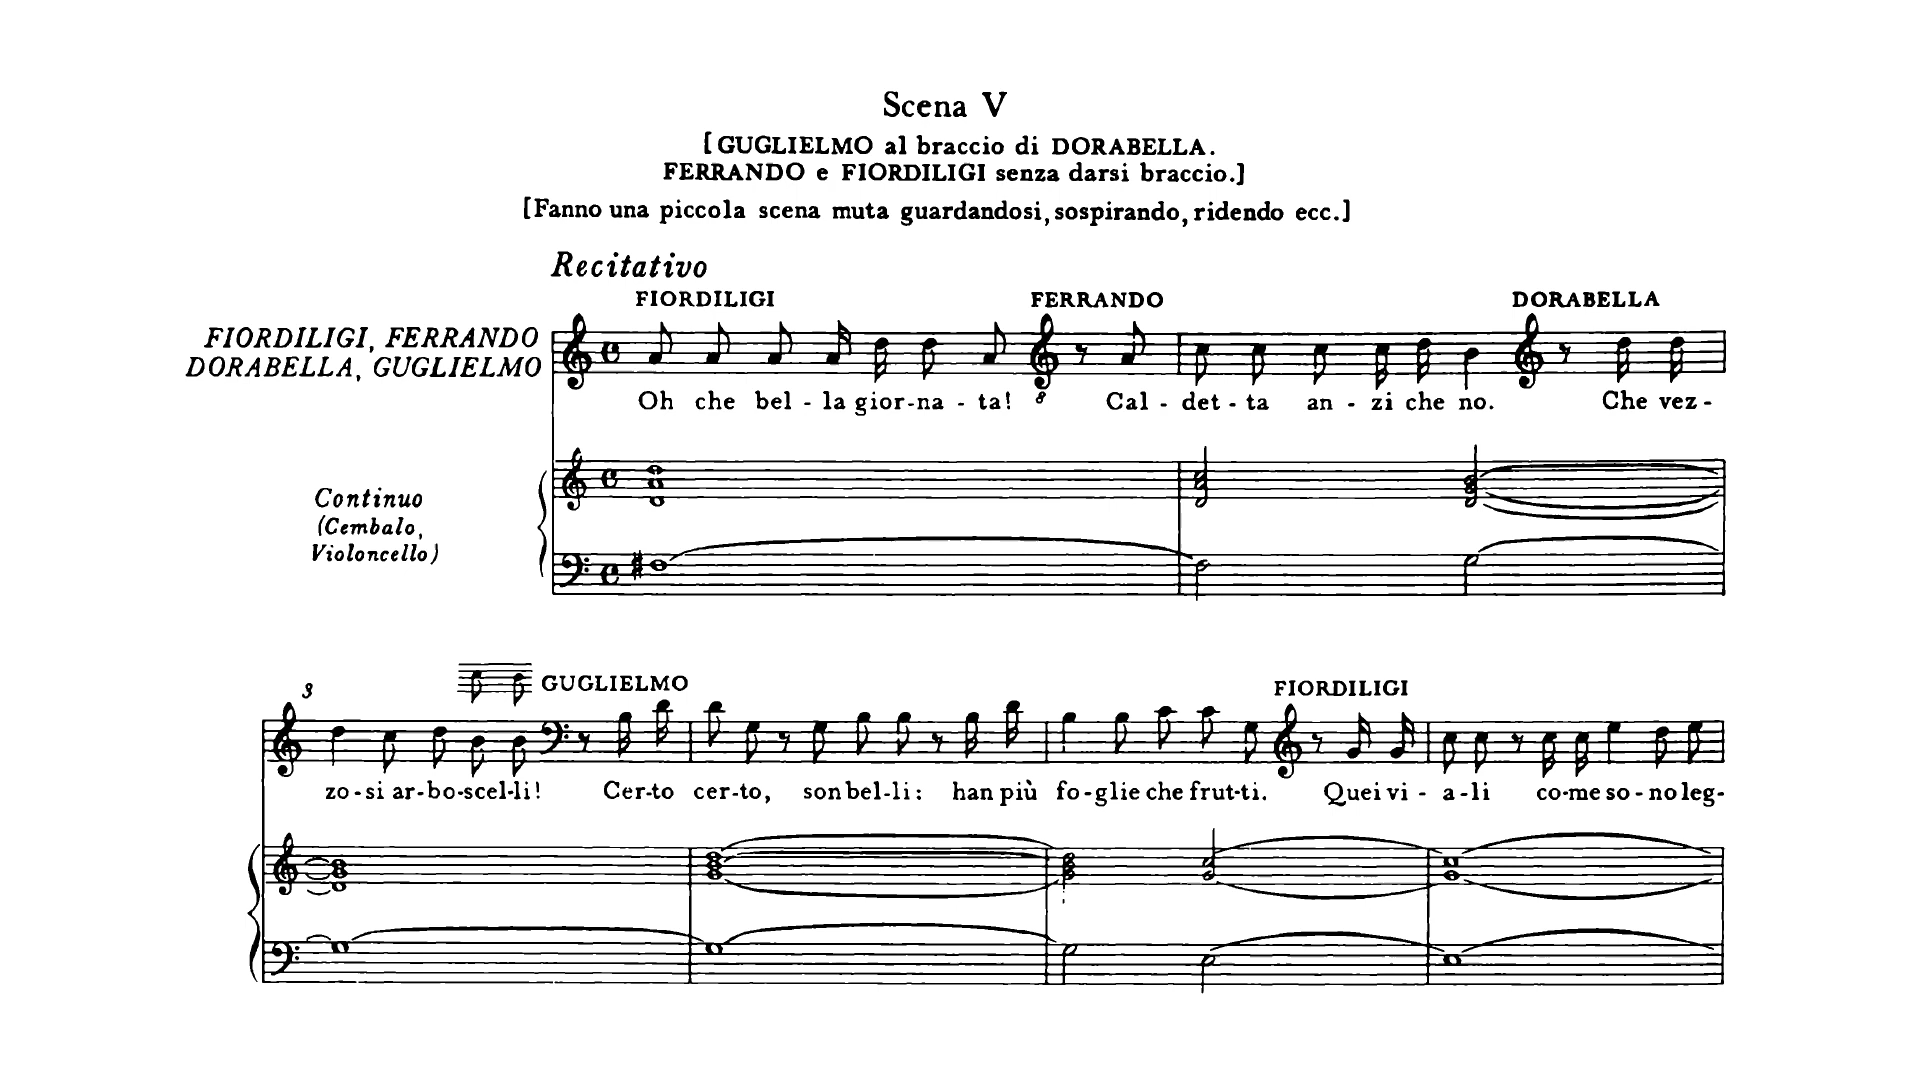 Scena V
[GUGLIELMO al braccio di DORABELLA.
FERRANDO e FIORDILIGI senza darsi braccio.]
[Fanno una piccola scena muta guardandosi, sospirando, ridendo ecc.]
Recitativo
FIORDILIGI FERRANDO DORABELLA
FIORDILIGI, FERRANDO
DORABELLA, GUGLIELMO
Oh che bel - la gior-na - ta! 8 Cal - det - ta an - zi che no. Che vez-
Continuo
(Cembalo,
Violoncello)
3 GUGLIELMO FIORDILIGI
zo-si ar-bo-scel-li! Cer-to cer-to, son bel-li: han più fo-glie che frut-ti. Quei vi - a-li co-me so-no leg-